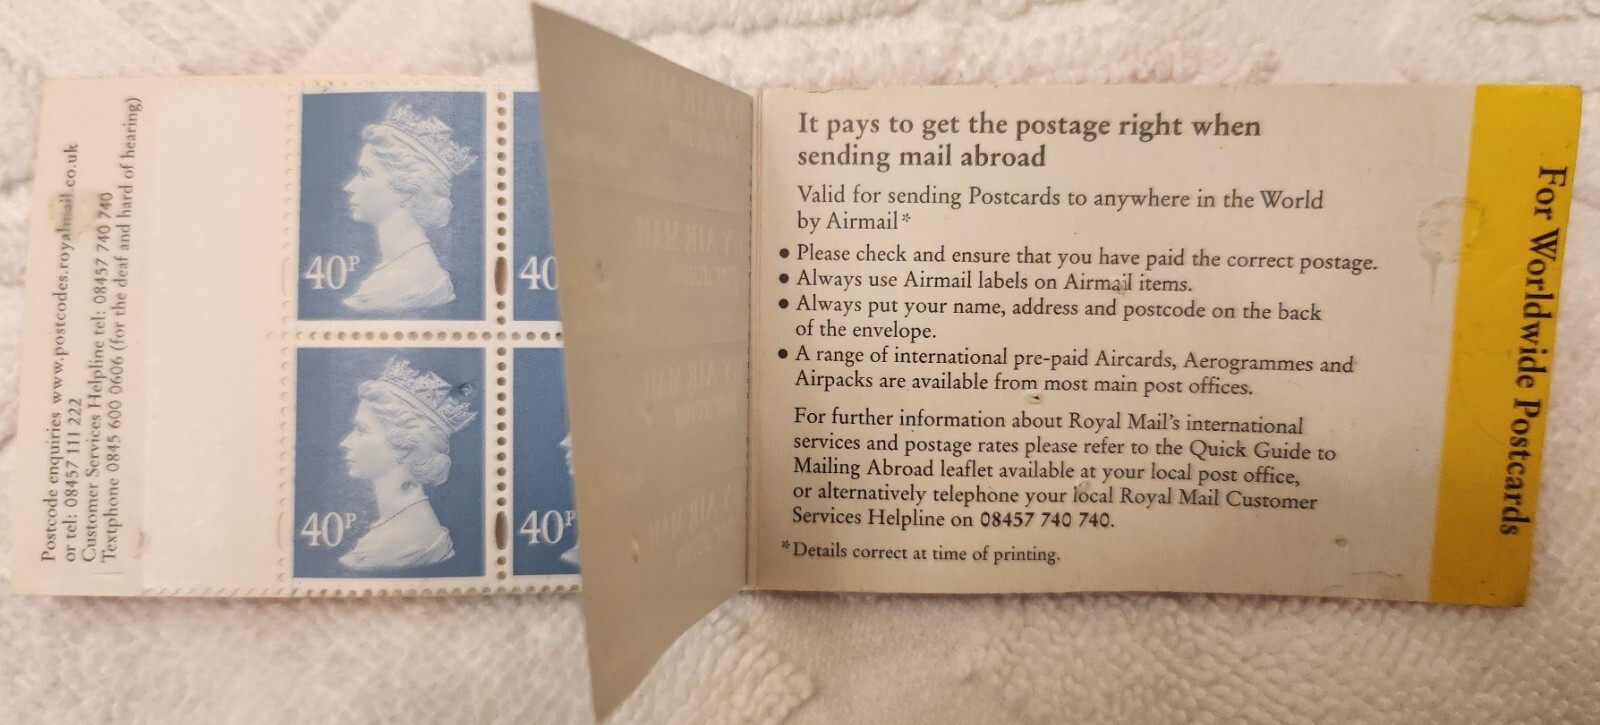 Postcode enquiries www.postcodes.royalmail.co.uk
or tel: 08457 111 222
Customer Services Helpline tel: 08457 740 740
Textphone 0845 600 0606 (for the deaf and hard of hearing)
40P
40
40P
40P
It pays to get the postage right when
sending mail abroad
Valid for sending Postcards to anywhere in the World
by Airmail*
• Please check and ensure that you have paid the correct postage.
• Always use Airmail labels on Airmail items.
• Always put your name, address and postcode on the back
of the envelope.
• A range of international pre-paid Aircards, Aerogrammes and
Airpacks are available from most main post offices.
For further information about Royal Mail's international
services and postage rates please refer to the Quick Guide to
Mailing Abroad leaflet available at your local post office,
or alternatively telephone your local Royal Mail Customer
Services Helpline on 08457 740 740.
*Details correct at time of printing.
For Worldwide Postcards